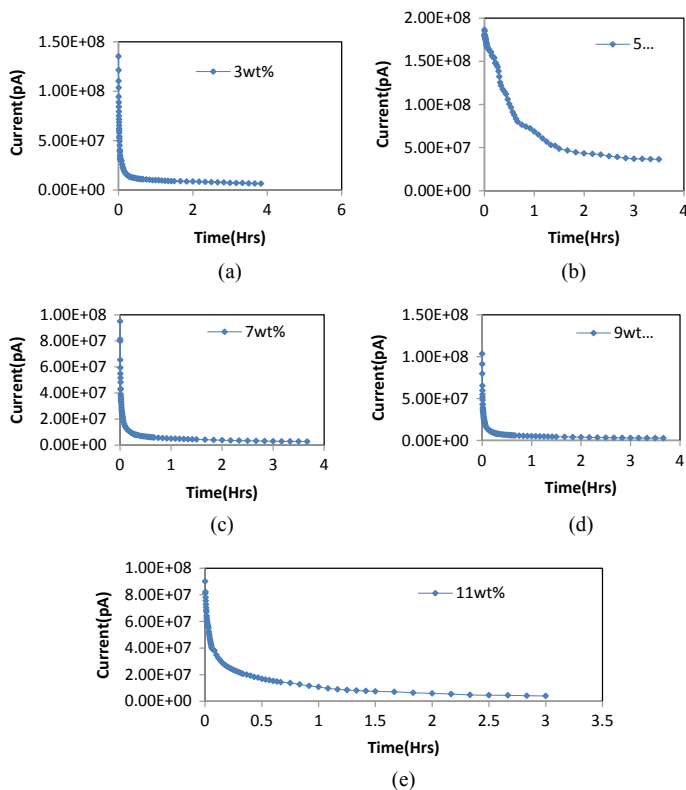 1.50E+08
1.00E+08
5.00E+07
0.00E+00
Current(pA)
3wt%
0 2 4 6
Time(Hrs)
(a)
2.00E+08
1.50E+08
1.00E+08
5.00E+07
0.00E+00
Current(pA)
5...
0 1 2 3 4
Time(Hrs)
(b)
1.00E+08
8.00E+07
6.00E+07
4.00E+07
2.00E+07
0.00E+00
Current(pA)
7wt%
0 1 2 3 4
Time(Hrs)
(c)
1.50E+08
1.00E+08
5.00E+07
0.00E+00
Current(pA)
9wt...
0 1 2 3 4
Time(Hrs)
(d)
1.00E+08
8.00E+07
6.00E+07
4.00E+07
2.00E+07
0.00E+00
Current(pA)
11wt%
0 0.5 1 1.5 2 2.5 3 3.5
Time(Hrs)
(e)